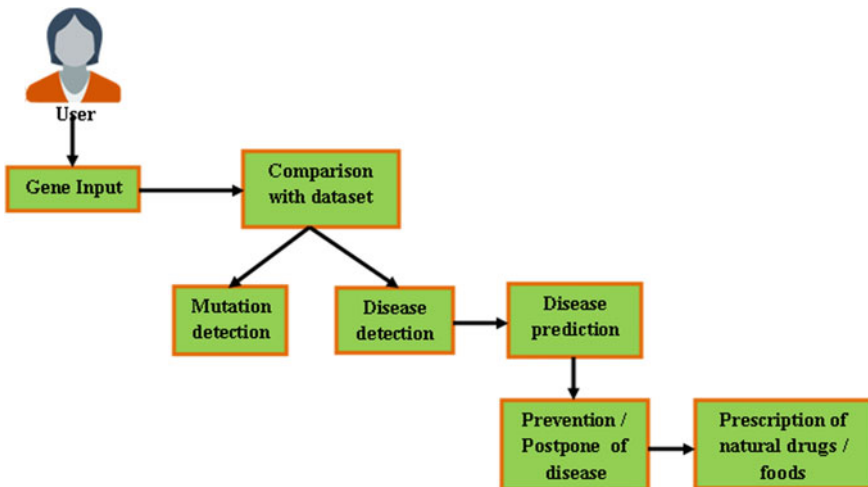 User
Gene Input
Comparison
with dataset
Mutation
detection
Disease
detection
Disease
prediction
Prevention /
Postpone of
disease
Prescription of
natural drugs /
foods